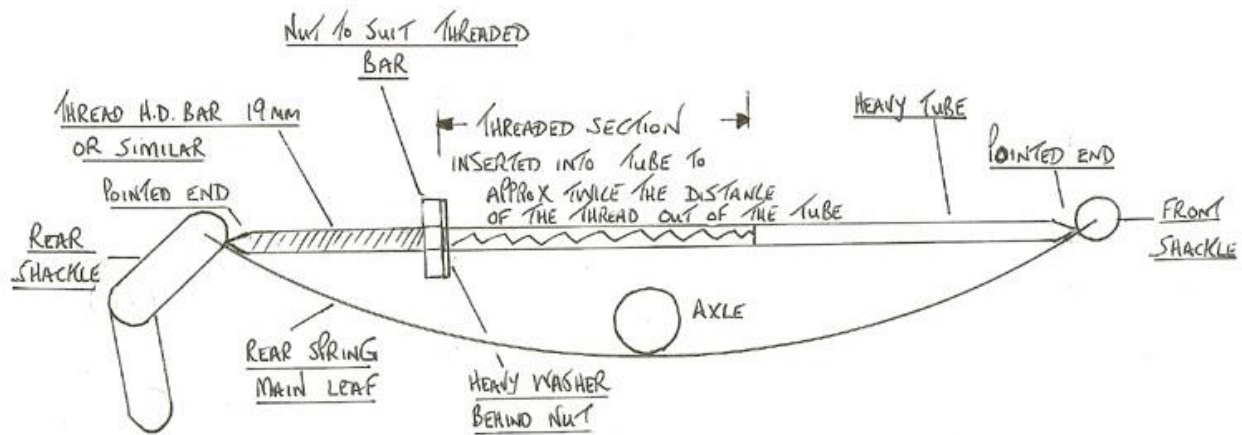 NUT TO SUIT THREADED
BAR
THREAD H.D. BAR 19MM
OR SIMILAR
THREADED SECTION
INSERTED INTO TUBE TO
APPROX TWICE THE DISTANCE
OF THE THREAD OUT OF THE TUBE
HEAVY TUBE
POINTED END
POINTED END
FRONT
SHACKLE
REAR
SHACKLE
AXLE
REAR SPRING
MAIN LEAF
HEAVY WASHER
BEHIND NUT